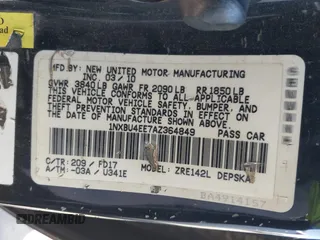 MFD.BY: NEW UNITED MOTOR MANUFACTURING
INC. 03/10
GVWR 3840LB GAWR FR 2090LB RR1850LB
THIS VEHICLE CONFORMS TO ALL APPLICABLE
FEDERAL MOTOR VEHICLE SAFETY, BUMPER, AND
THEFT PREVENTION STANDARDS IN EFFECT ON
THE DATE OF MANUFACTURE SHOWN ABOVE.
1NXBU4EE7AZ364849 PASS CAR
C/TR: 209 / FD17 MODEL: ZRE142L DEPSKA
A/TM: -03A / U341E